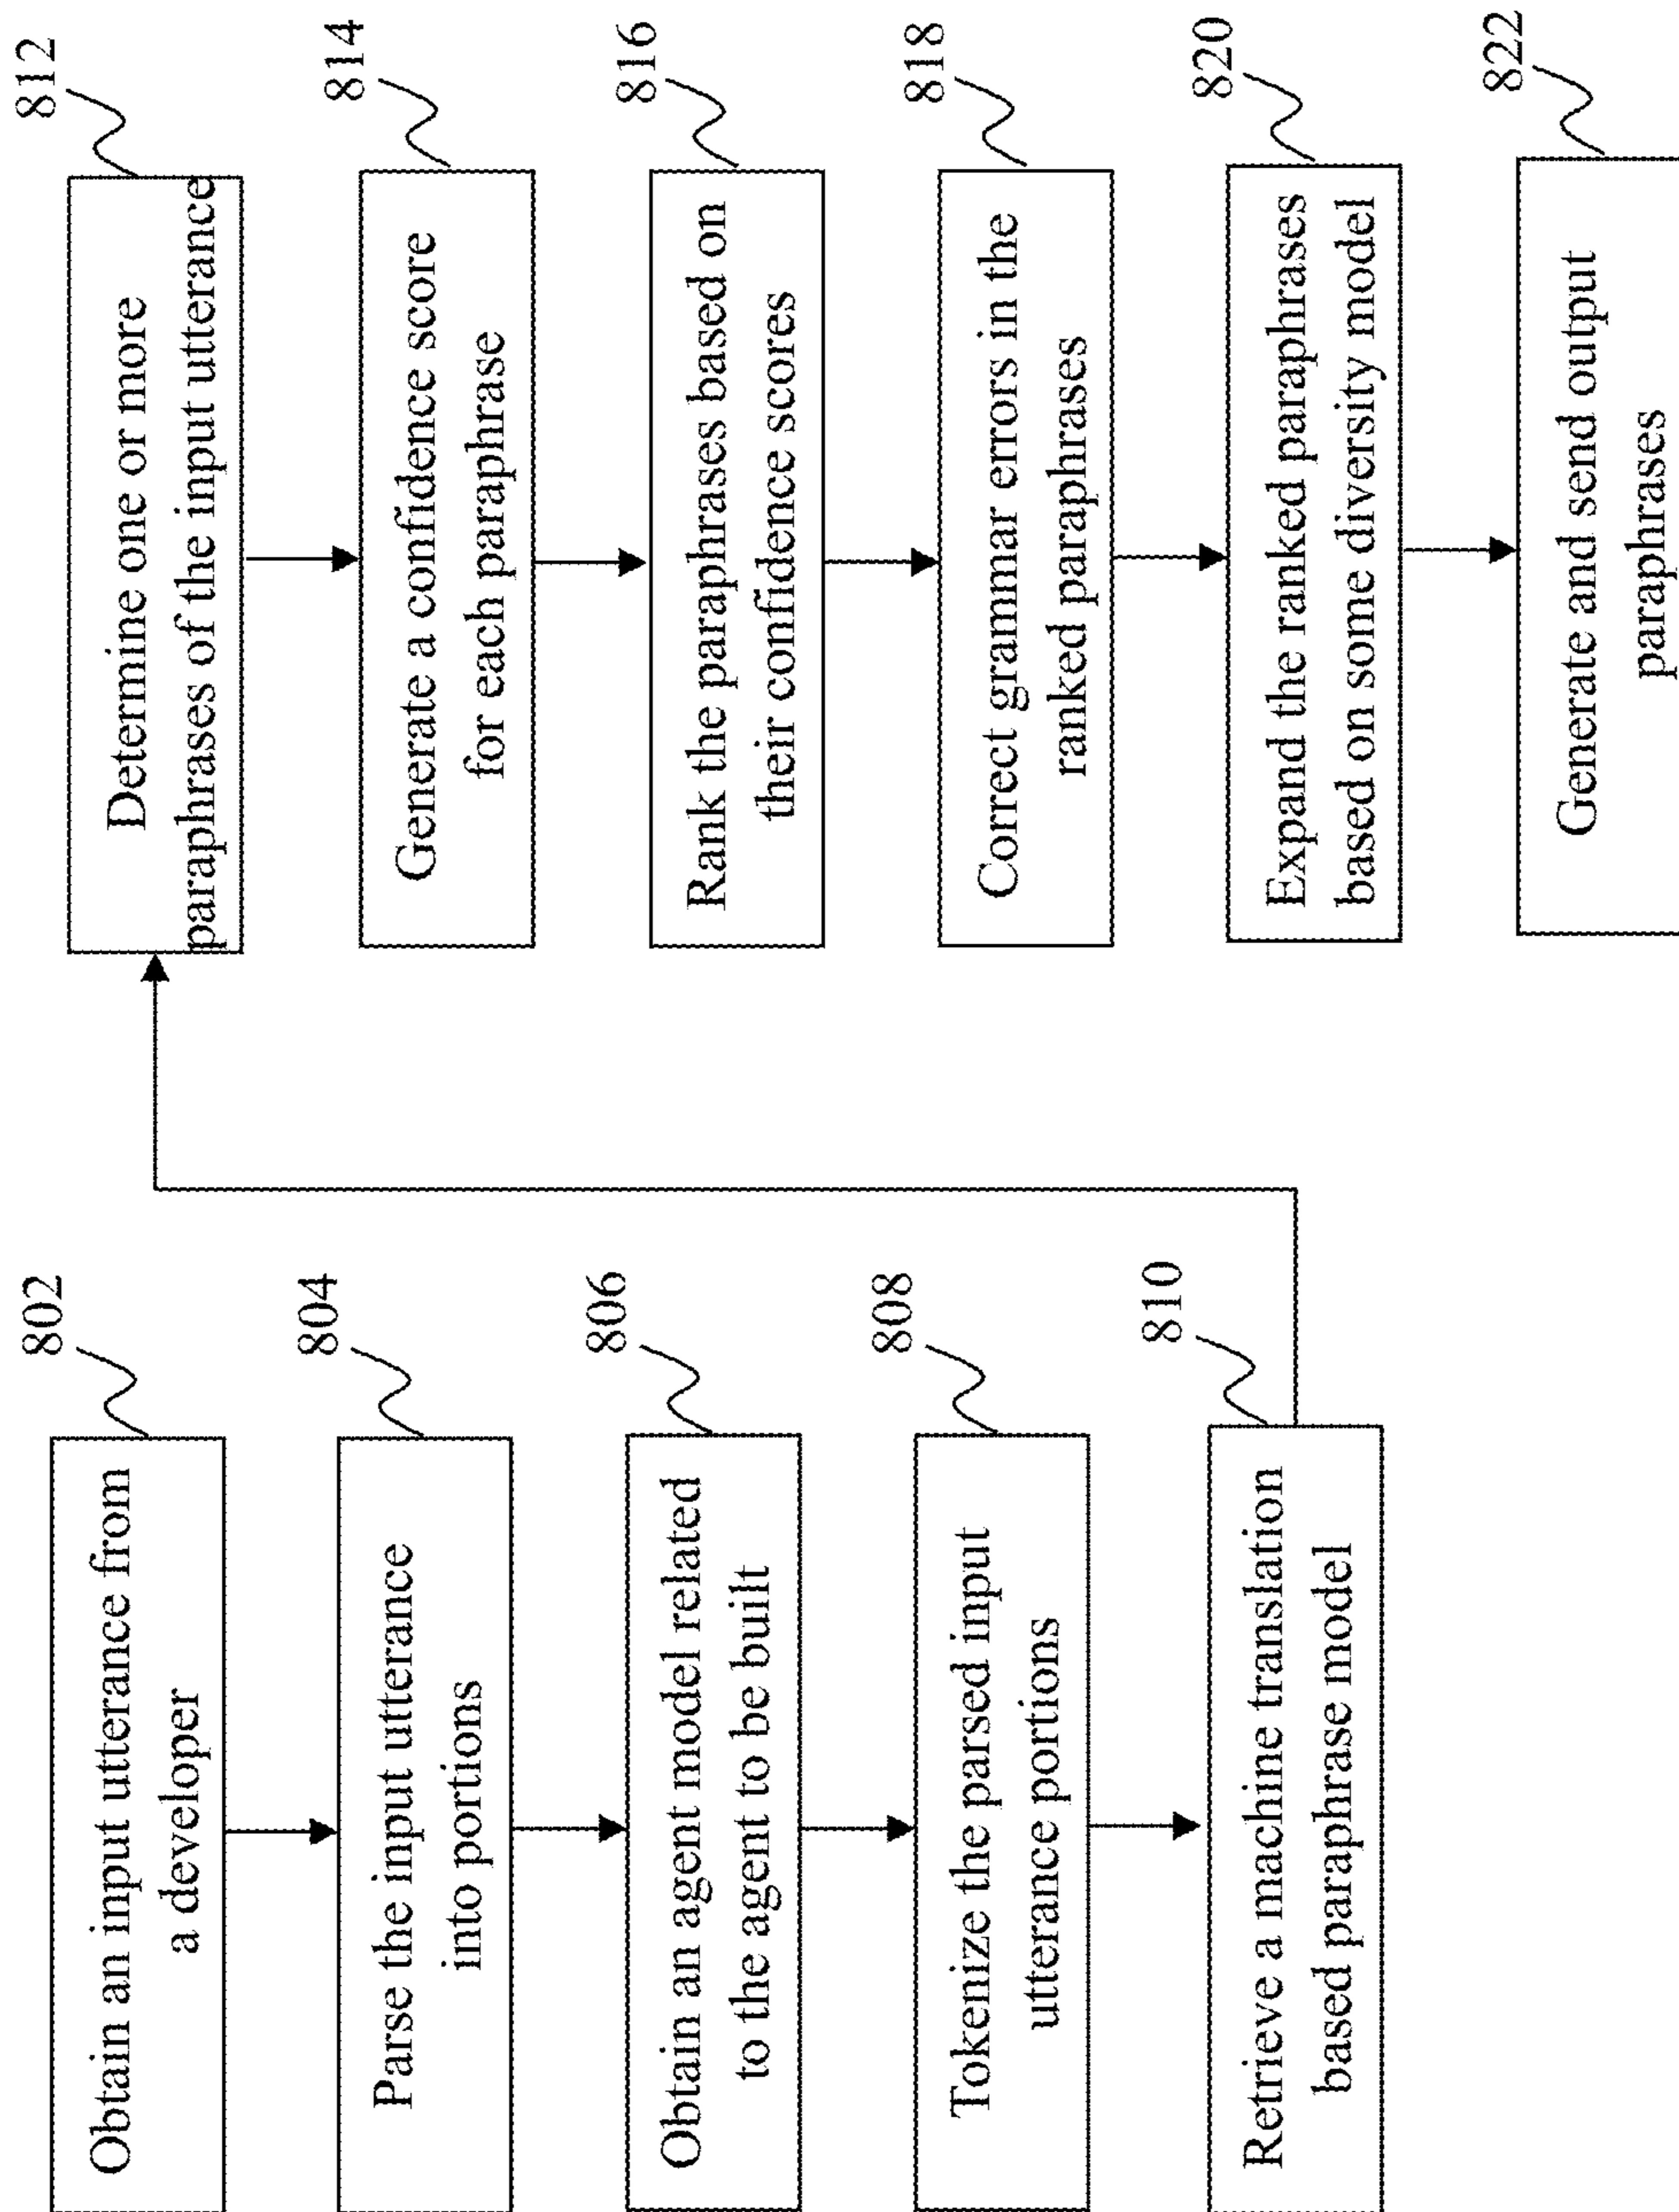 802
Obtain an input utterance from
a developer
804
Parse the input utterance
into portions
806
Obtain an agent model related
to the agent to be built
808
Tokenize the parsed input
utterance portions
810
Retrieve a machine translation
based paraphrase model
812
Determine one or more
paraphrases of the input utterance
814
Generate a confidence score
for each paraphrase
816
Rank the paraphrases based on
their confidence scores
818
Correct grammar errors in the
ranked paraphrases
820
Expand the ranked paraphrases
based on some diversity model
822
Generate and send output
paraphrases